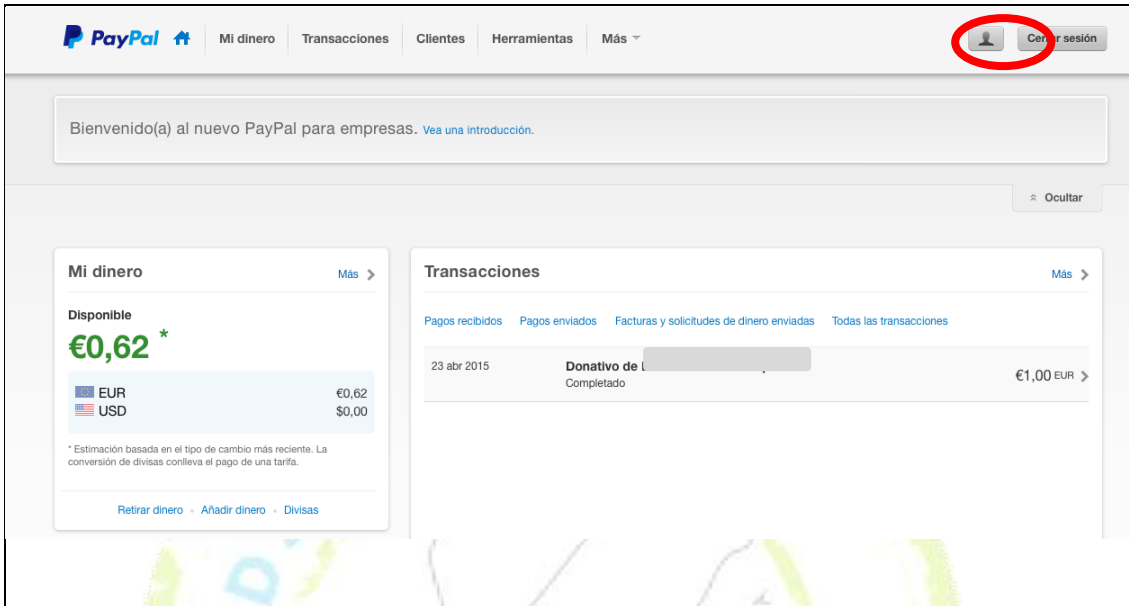 PayPal Mi dinero Transacciones Clientes Herramientas Más Cerrar sesión
Bienvenido(a) al nuevo PayPal para empresas. Vea una introducción.
Ocultar
Mi dinero Más
Disponible
€0,62 *
EUR €0,62
USD $0,00
* Estimación basada en el tipo de cambio más reciente. La
conversión de divisas conlleva el pago de una tarifa.
Retirar dinero Añadir dinero Divisas
Transacciones Más
Pagos recibidos Pagos enviados Facturas y solicitudes de dinero enviadas Todas las transacciones
23 abr 2015 Donativo de €1,00 EUR
Completado